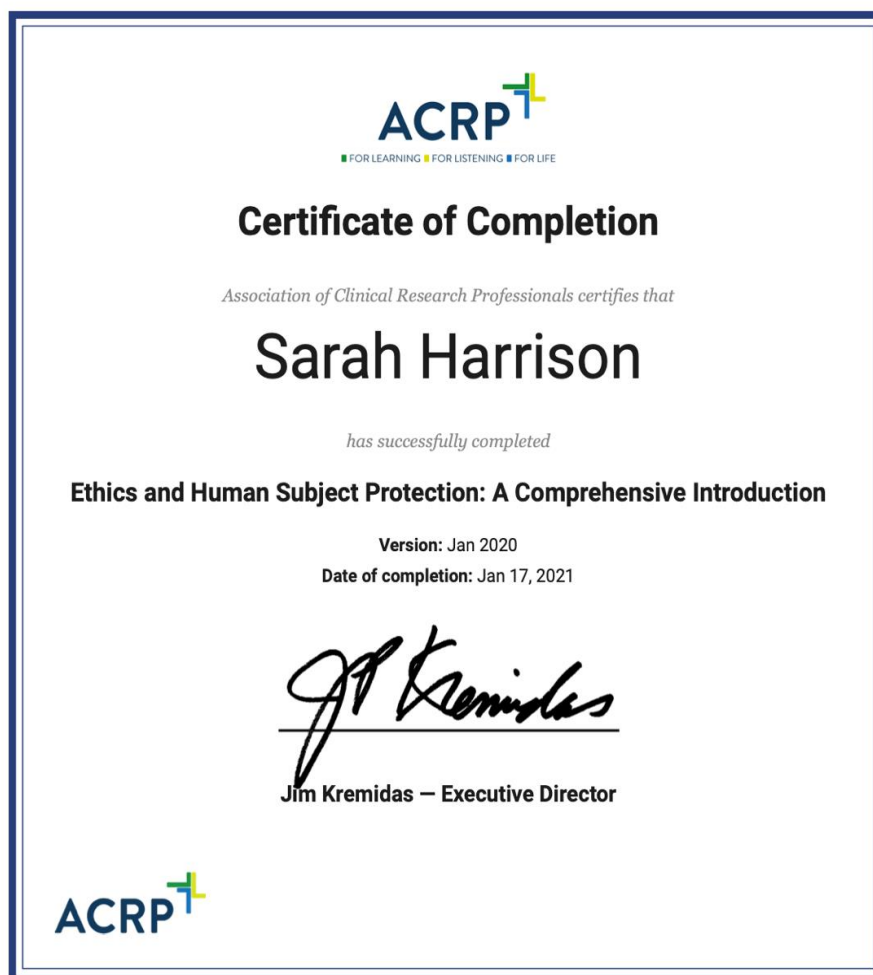 ACRP
FOR LEARNING FOR LISTENING FOR LIFE
Certificate of Completion
Association of Clinical Research Professionals certifies that
Sarah Harrison
has successfully completed
Ethics and Human Subject Protection: A Comprehensive Introduction
Version: Jan 2020
Date of completion: Jan 17, 2021
JP Kremidas
Jim Kremidas — Executive Director
ACRP